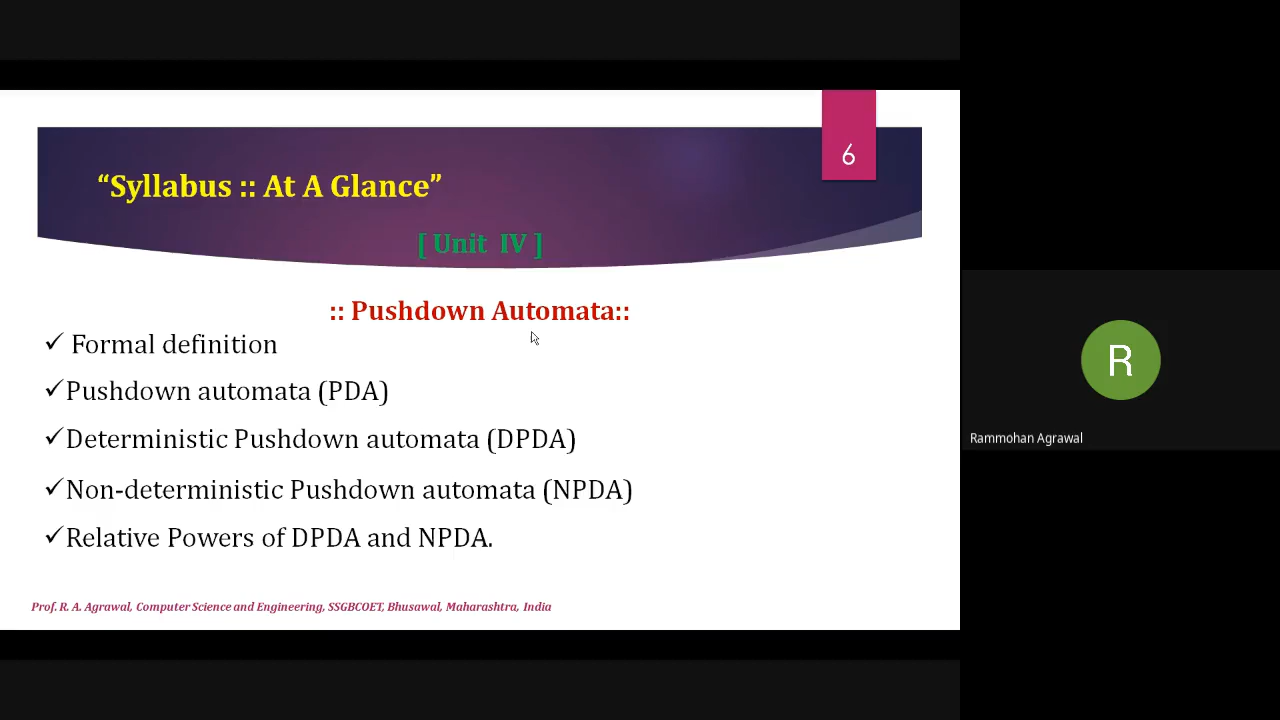 6
“Syllabus :: At A Glance”
[ Unit IV ]
:: Pushdown Automata::
✓ Formal definition
✓Pushdown automata (PDA)
✓Deterministic Pushdown automata (DPDA)
✓Non-deterministic Pushdown automata (NPDA)
✓Relative Powers of DPDA and NPDA.
Prof. R. A. Agrawal, Computer Science and Engineering, SSGBCOET, Bhusawal, Maharashtra, India
R
Rammohan Agrawal